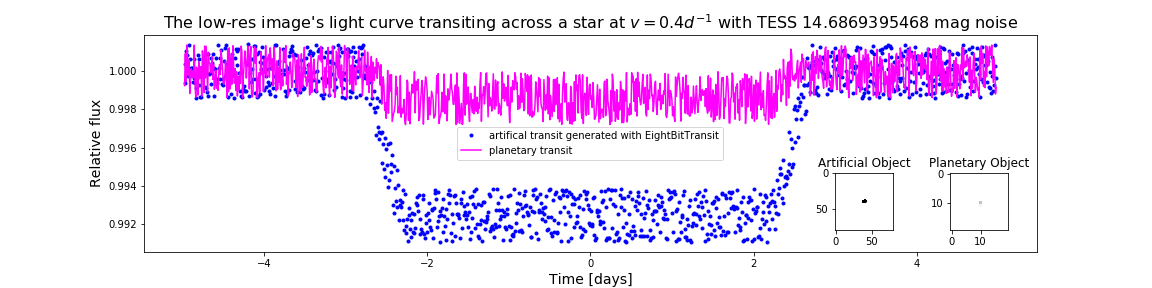 The low-res image's light curve transiting across a star at v = 0.4d⁻¹ with TESS 14.6869395468 mag noise
Relative flux
1.000
0.998
0.996
0.994
0.992
artifical transit generated with EightBitTransit
planetary transit
Artificial Object
0
50
0 50
Planetary Object
0
10
0 10
−4 −2 0 2 4
Time [days]